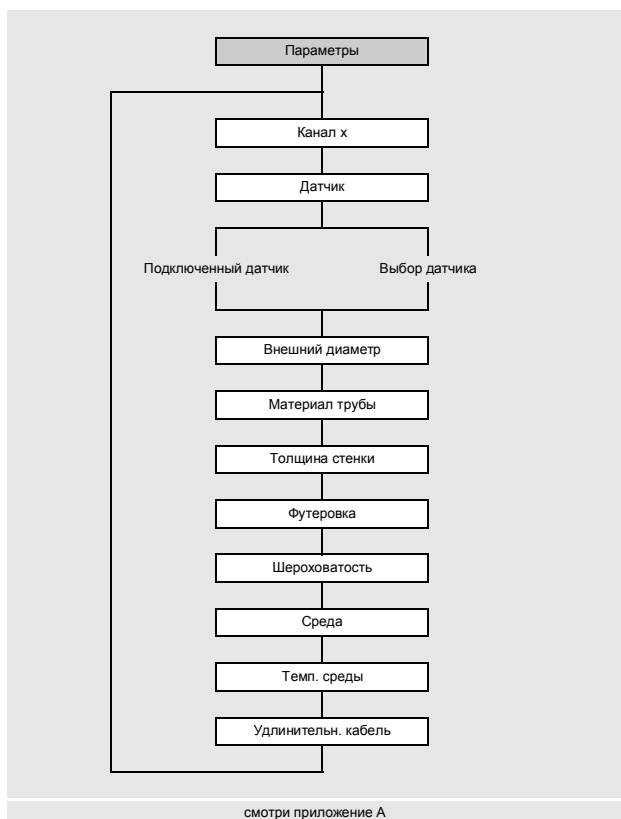 Параметры
Канал x
Датчик
Подключенный датчик
Выбор датчика
Внешний диаметр
Материал трубы
Толщина стенки
Футеровка
Шероховатость
Среда
Темп. среды
Удлинительн. кабель
смотри приложение A